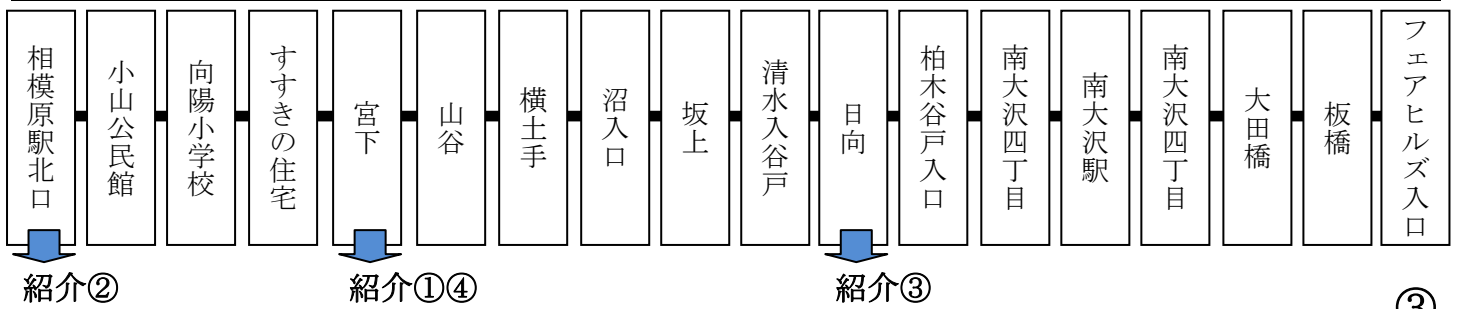 相模原駅北口
小山公民館
向陽小学校
すすきの住宅
宮下
山谷
横土手
沼入口
坂上
清水入谷戸
日向
柏木谷戸入口
南大沢四丁目
南大沢駅
南大沢四丁目
大田橋
板橋
フェアヒルズ入口
紹介②
紹介①④
紹介③
③